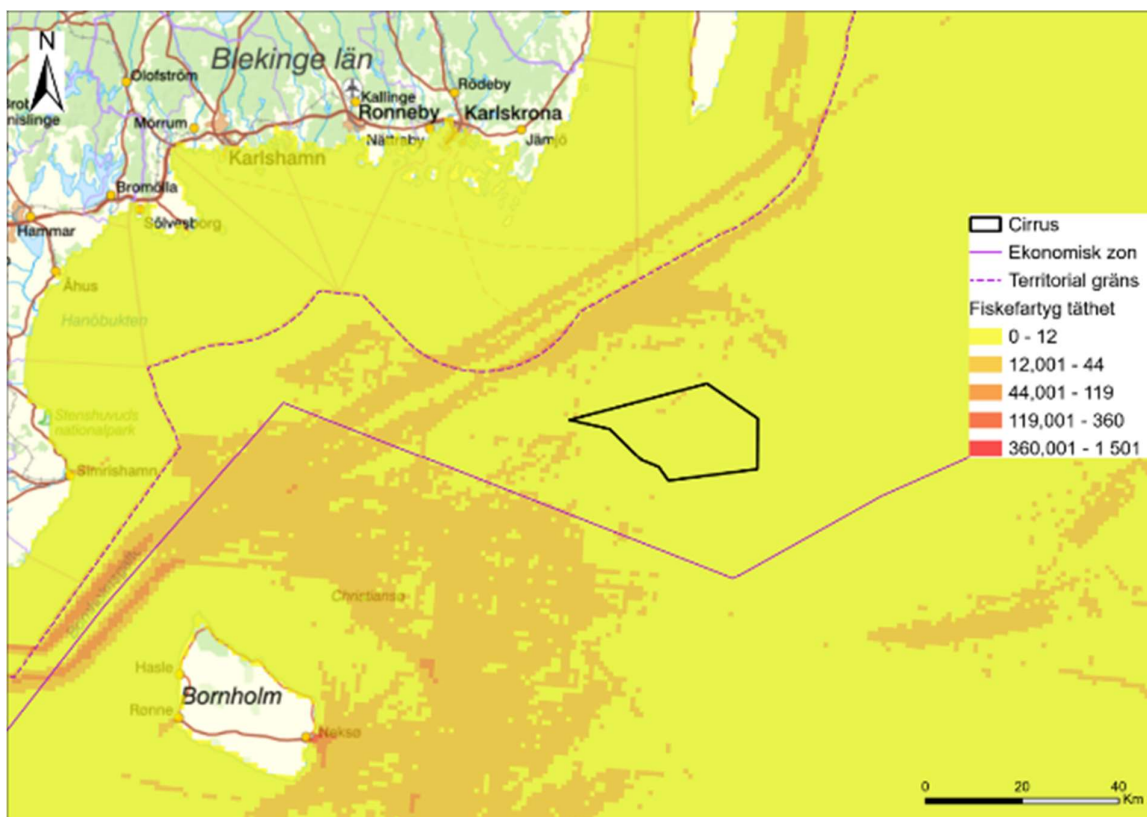 N
Blekinge län
Olofström
Rödeby
Kallinge
Ronneby
Karlskrona
Mörrum
Nättraby
Jämjö
nislinge
Karlshamn
Bromölla
Sölvesborg
Hammar
Åhus
Hanöbukten
Stenshuvuds
nationalpark
Simrishamn
Christiansø
Hasle
Bornholm
Rønne
Neksø
Cirrus
Ekonomisk zon
Territorial gräns
Fiskefartyg täthet
0 - 12
12,001 - 44
44,001 - 119
119,001 - 360
360,001 - 1 501
0 20 40
Km